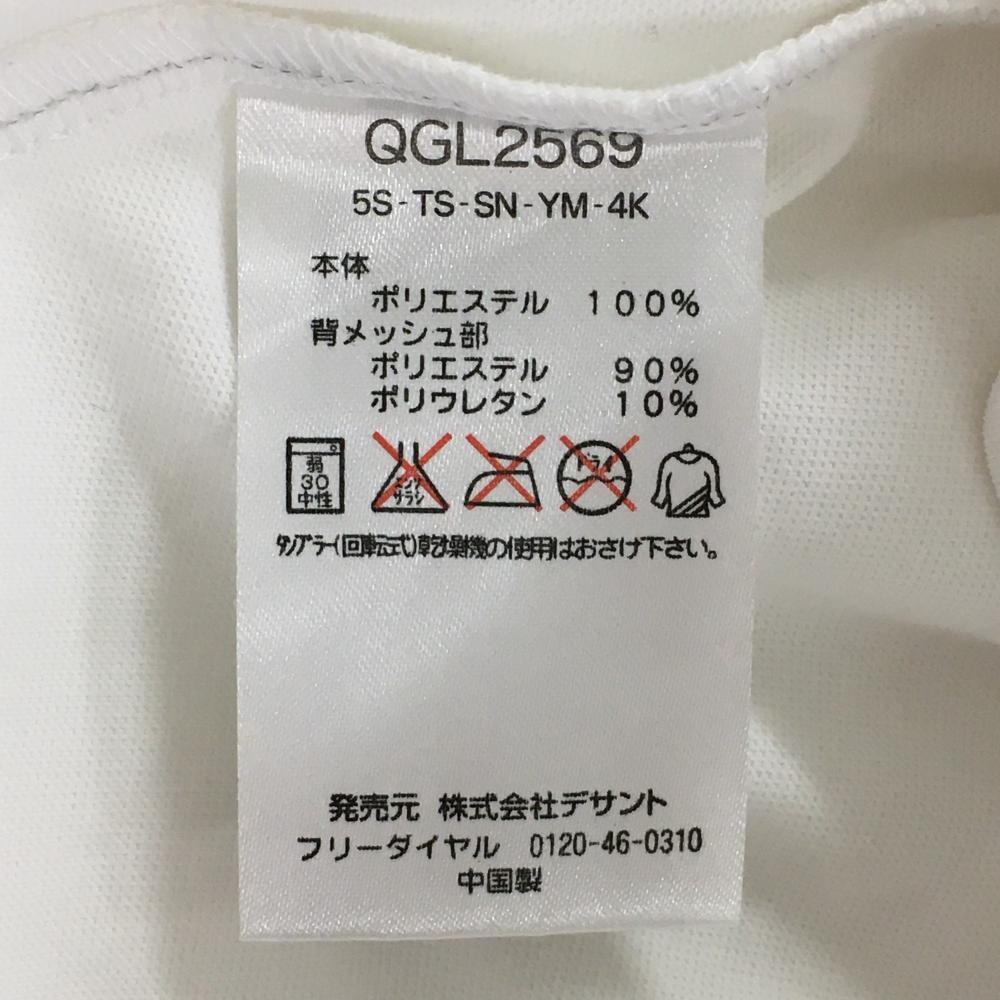 QGL2569
5S-TS-SN-YM-4K
本体
ポリエステル 100%
背メッシュ部
ポリエステル 90%
ポリウレタン 10%
弱
30
中性
エンソ
サラシ
ドライ
タンブラー(回転式)乾燥機の使用はおさけ下さい。
発売元 株式会社デサント
フリーダイヤル 0120-46-0310
中国製